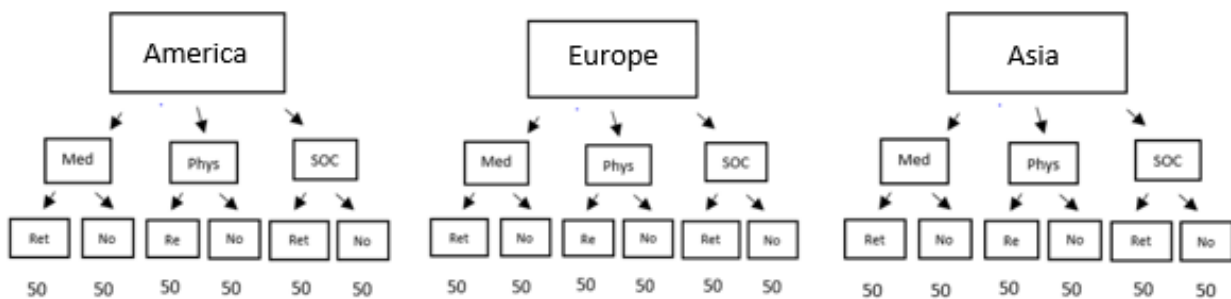 America Europe Asia
Med Phys SOC Med Phys SOC Med Phys SOC
Ret No Re No Ret No Ret No Re No Ret No Ret No Re No Ret No
50 50 50 50 50 50 50 50 50 50 50 50 50 50 50 50 50 50